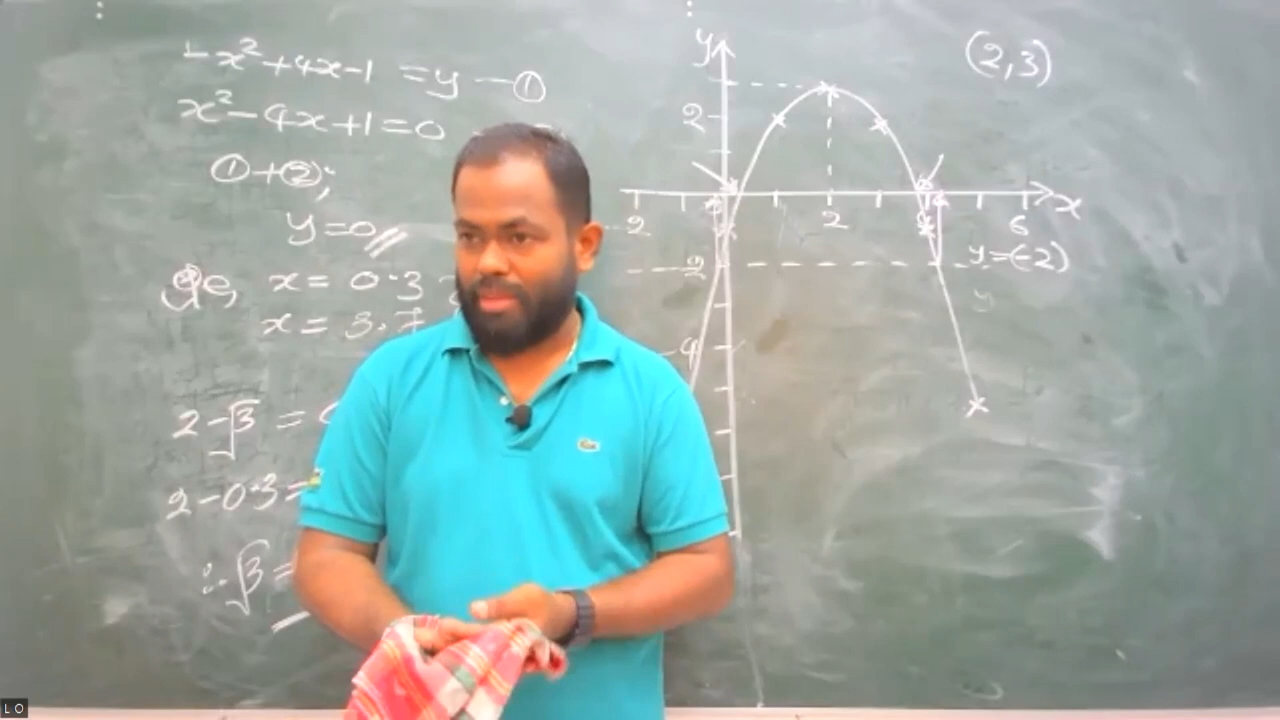 -x²+4x-1 = y —①
x²-4x+1=0
①+②;
y=0
x = 0.3
x = 3.7
2-√3 =
2-0.3=
∴ √3 =
y
(2,3)
2
2
2
6
x
-2
y=(-2)
y
-4
L O